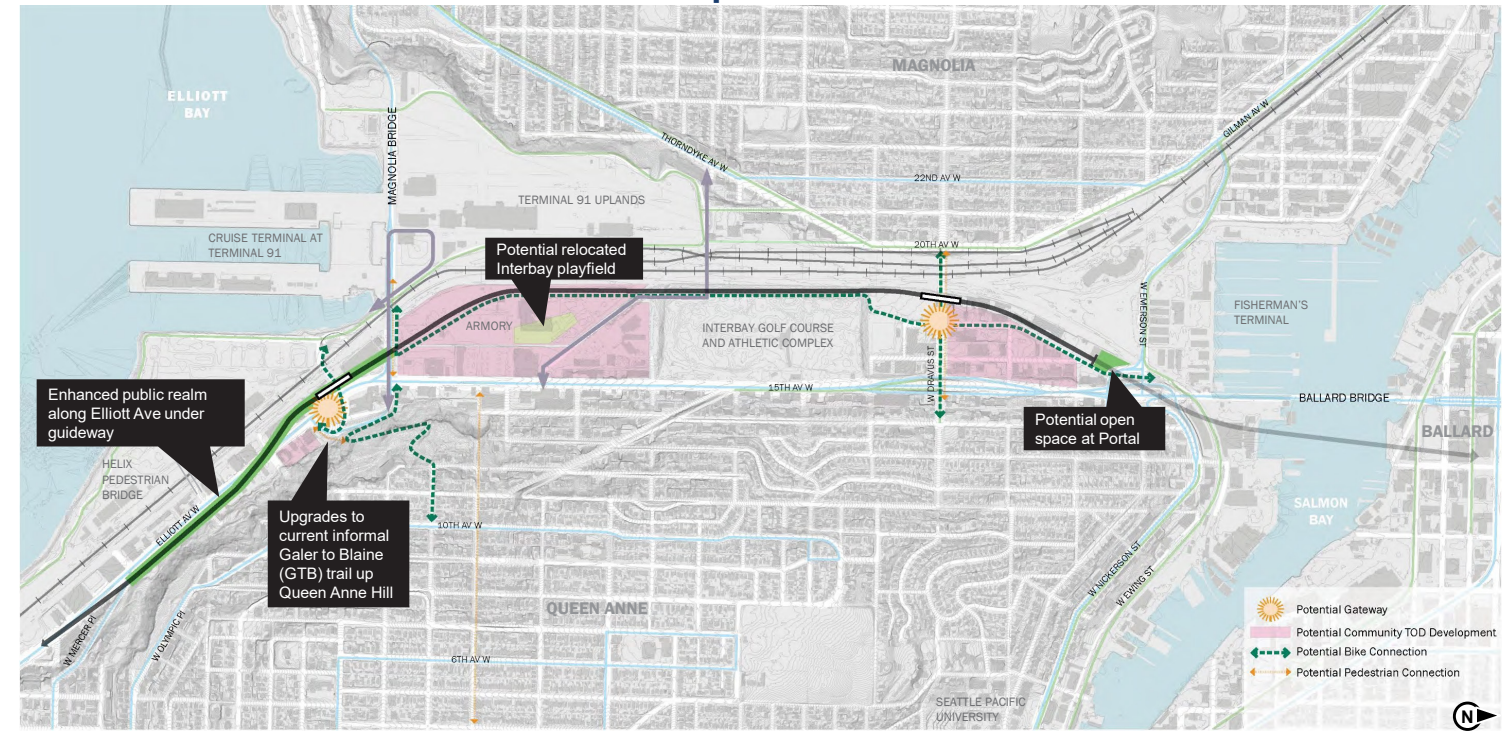 MAGNOLIA
ELLIOTT
BAY
MAGNOLIA BRIDGE
THORNDYKE AV W
GILMAN AV W
22ND AV W
TERMINAL 91 UPLANDS
CRUISE TERMINAL AT
TERMINAL 91
20TH AV W
Potential relocated
Interbay playfield
W EMERSON ST
FISHERMAN'S
TERMINAL
ARMORY
INTERBAY GOLF COURSE
AND ATHLETIC COMPLEX
W DRAVUS ST
15TH AV W
BALLARD BRIDGE
Enhanced public realm
along Elliott Ave under
guideway
Potential open
space at Portal
BALLARD
HELIX
PEDESTRIAN
BRIDGE
SALMON
BAY
ELLIOTT AV W
Upgrades to
current informal
Galer to Blaine
(GTB) trail up
Queen Anne Hill
10TH AV W
W NICKERSON ST
W EWING ST
QUEEN ANNE
W MERCER Pl
W OLYMPIC Pl
6TH AV W
SEATTLE PACIFIC
UNIVERSITY
Potential Gateway
Potential Community TOD Development
Potential Bike Connection
Potential Pedestrian Connection
N